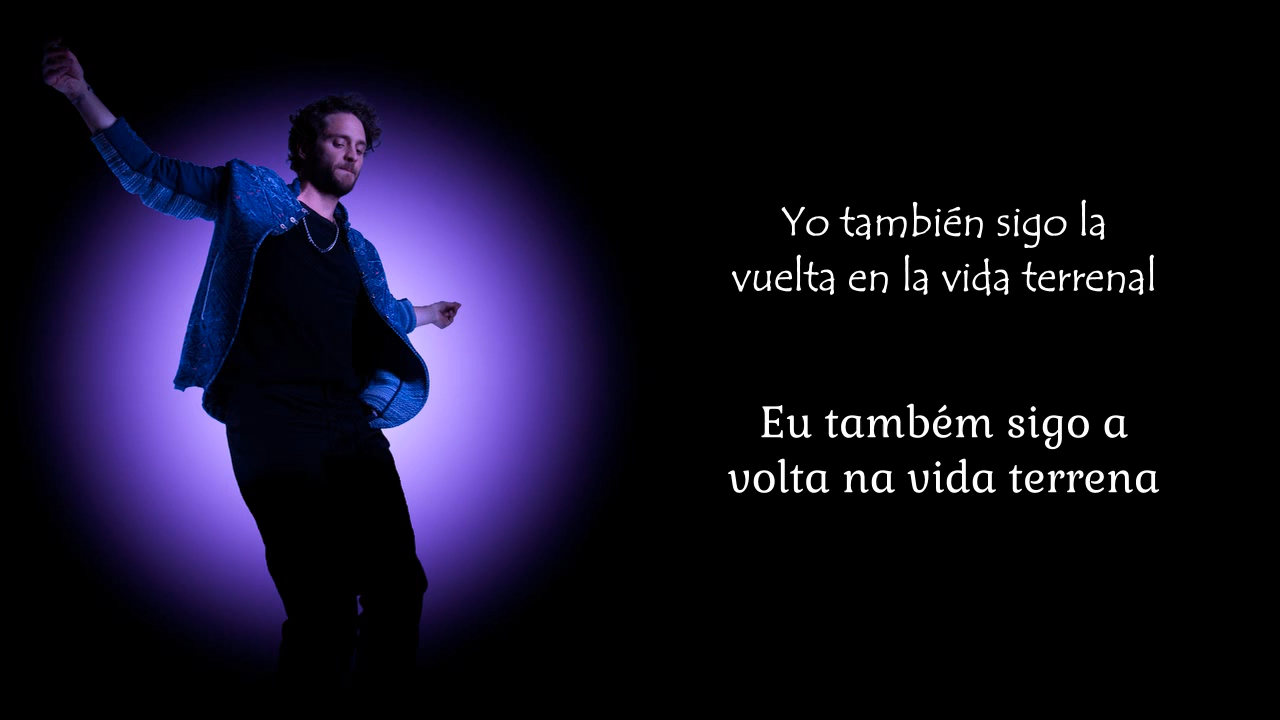 Yo también sigo la
vuelta en la vida terrenal
Eu também sigo a
volta na vida terrena